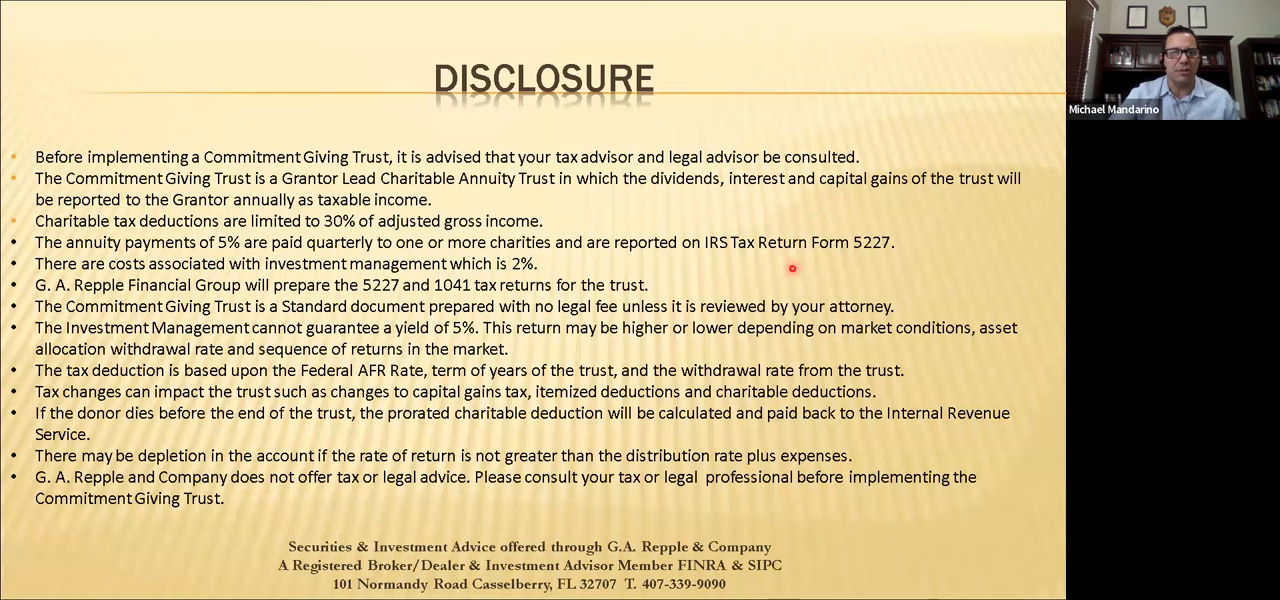 DISCLOSURE
Michael Mandarino
• Before implementing a Commitment Giving Trust, it is advised that your tax advisor and legal advisor be consulted.
• The Commitment Giving Trust is a Grantor Lead Charitable Annuity Trust in which the dividends, interest and capital gains of the trust will
be reported to the Grantor annually as taxable income.
• Charitable tax deductions are limited to 30% of adjusted gross income.
• The annuity payments of 5% are paid quarterly to one or more charities and are reported on IRS Tax Return Form 5227.
• There are costs associated with investment management which is 2%.
• G. A. Repple Financial Group will prepare the 5227 and 1041 tax returns for the trust.
• The Commitment Giving Trust is a Standard document prepared with no legal fee unless it is reviewed by your attorney.
• The Investment Management cannot guarantee a yield of 5%. This return may be higher or lower depending on market conditions, asset
allocation withdrawal rate and sequence of returns in the market.
• The tax deduction is based upon the Federal AFR Rate, term of years of the trust, and the withdrawal rate from the trust.
• Tax changes can impact the trust such as changes to capital gains tax, itemized deductions and charitable deductions.
• If the donor dies before the end of the trust, the prorated charitable deduction will be calculated and paid back to the Internal Revenue
Service.
• There may be depletion in the account if the rate of return is not greater than the distribution rate plus expenses.
• G. A. Repple and Company does not offer tax or legal advice. Please consult your tax or legal professional before implementing the
Commitment Giving Trust.
Securities & Investment Advice offered through G.A. Repple & Company
A Registered Broker/Dealer & Investment Advisor Member FINRA & SIPC
101 Normandy Road Casselberry, FL 32707 T. 407-339-9090